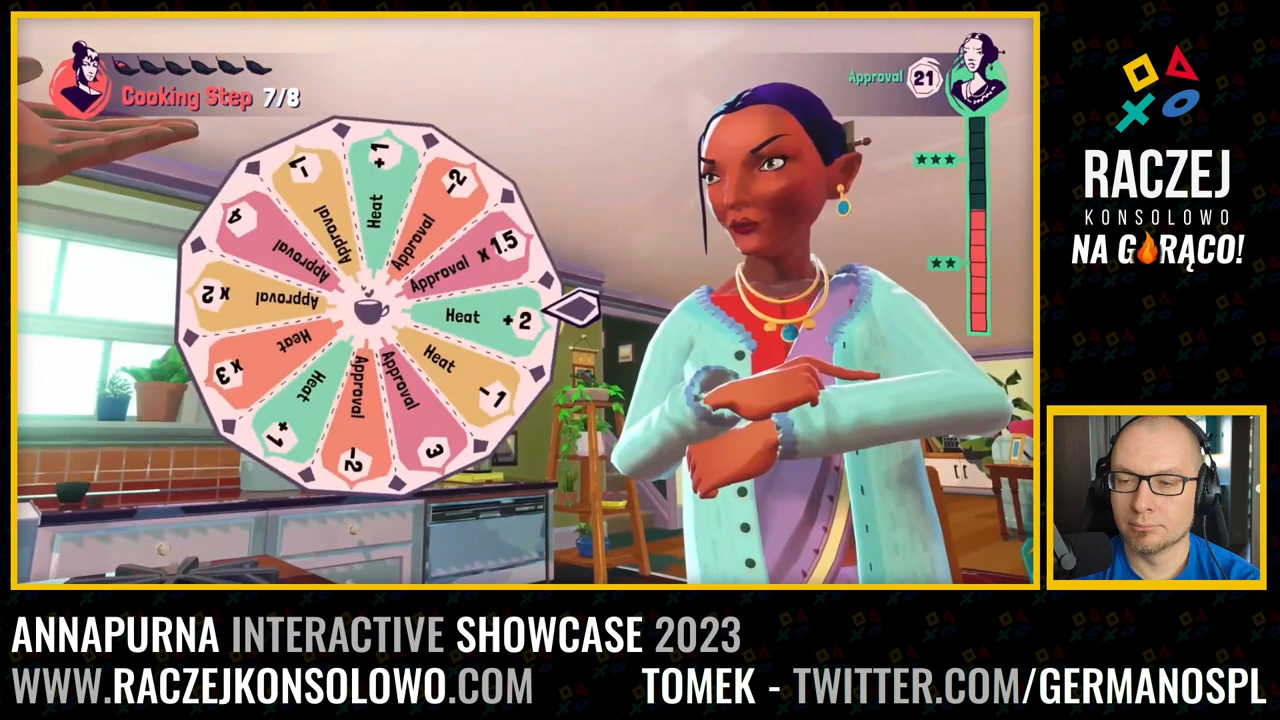 Cooking Step 7/8
Approval 21
Heat +1
Approval -2
Approval x 1.5
Heat +2
Heat -1
Approval 3
Approval -2
Heat +1
Heat x3
Approval x2
Approval 4
Approval -1
RACZEJ
KONSOLOWO
NA GORĄCO!
ANNAPURNA INTERACTIVE SHOWCASE 2023
WWW.RACZEJKONSOLOWO.COM
TOMEK - TWITTER.COM/GERMANOSPL